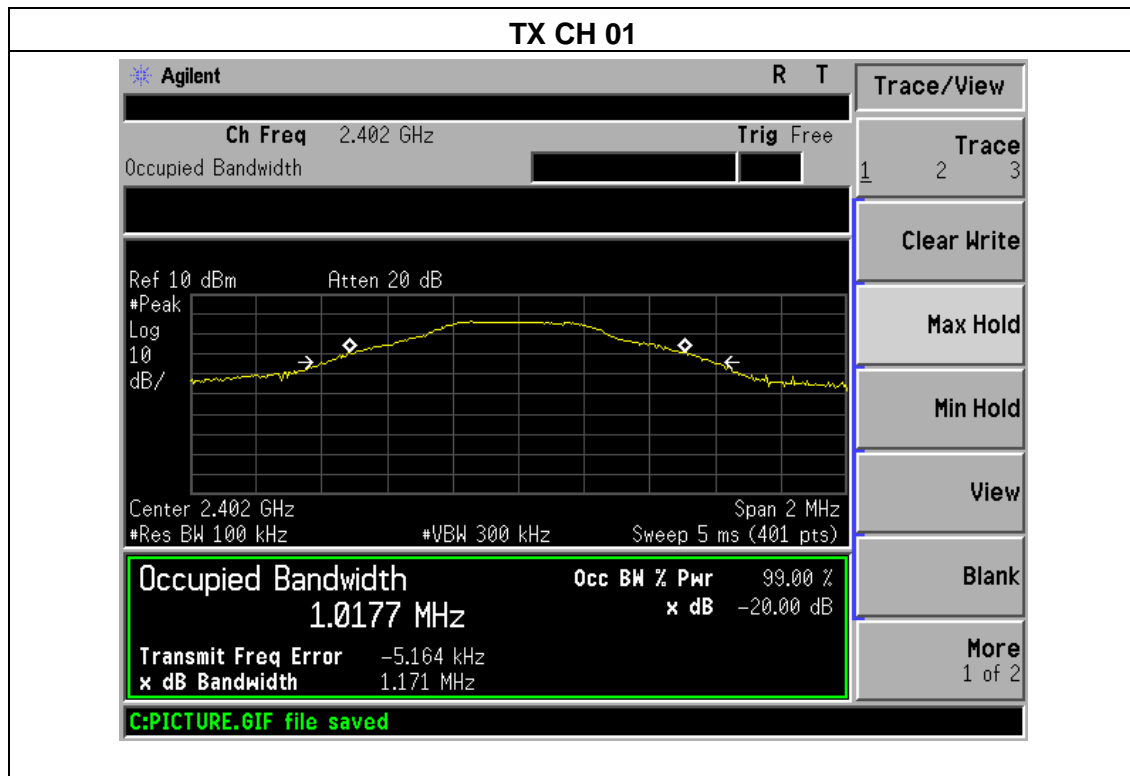 TX CH 01
Agilent R T
Ch Freq 2.402 GHz Trig Free
Occupied Bandwidth
Ref 10 dBm Atten 20 dB
#Peak
Log
10
dB/
Center 2.402 GHz Span 2 MHz
#Res BW 100 kHz #VBW 300 kHz Sweep 5 ms (401 pts)
Occupied Bandwidth Occ BW % Pwr 99.00 %
1.0177 MHz x dB -20.00 dB
Transmit Freq Error -5.164 kHz
x dB Bandwidth 1.171 MHz
C:PICTURE.GIF file saved
Trace/View
Trace
1 2 3
Clear Write
Max Hold
Min Hold
View
Blank
More
1 of 2